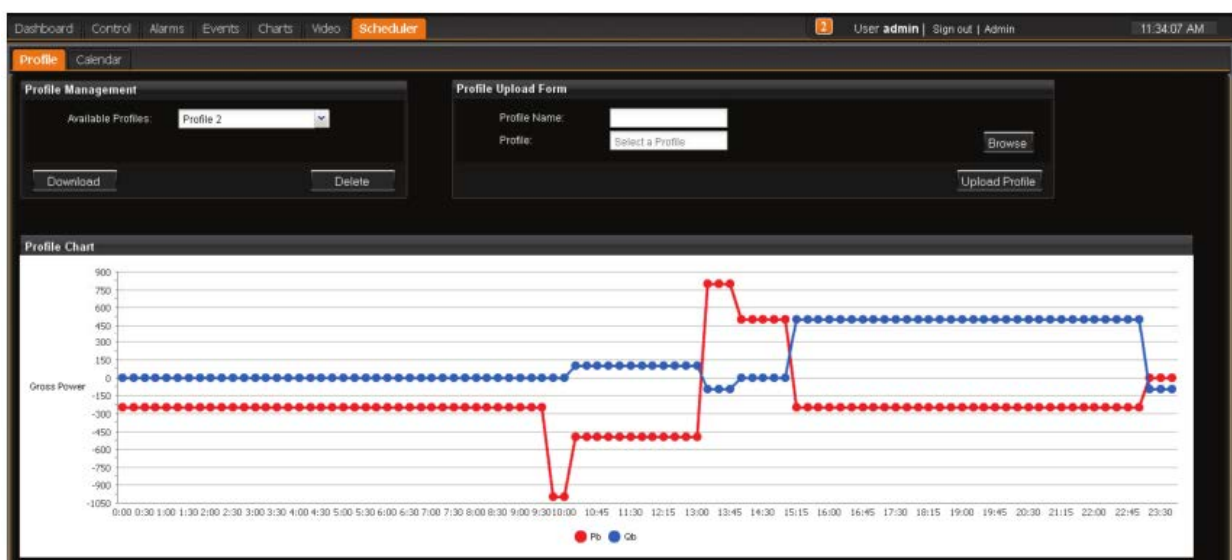 Dashboard Control Alarms Events Charts Video Scheduler 2 User admin | Sign out | Admin 11:34:07 AM
Profile Calendar
Profile Management
Available Profiles: Profile 2
Download Delete
Profile Upload Form
Profile Name:
Profile: Select a Profile
Browse
Upload Profile
Profile Chart
900
750
600
450
300
150
0
Gross Power
-150
-300
-450
-600
-750
-900
-1050
0:00 0:30 1:00 1:30 2:00 2:30 3:00 3:30 4:00 4:30 5:00 5:30 6:00 6:30 7:00 7:30 8:00 8:30 9:00 9:30 10:00 10:45 11:30 12:15 13:00 13:45 14:30 15:15 16:00 16:45 17:30 18:15 19:00 19:45 20:30 21:15 22:00 22:45 23:30
Pb Qb